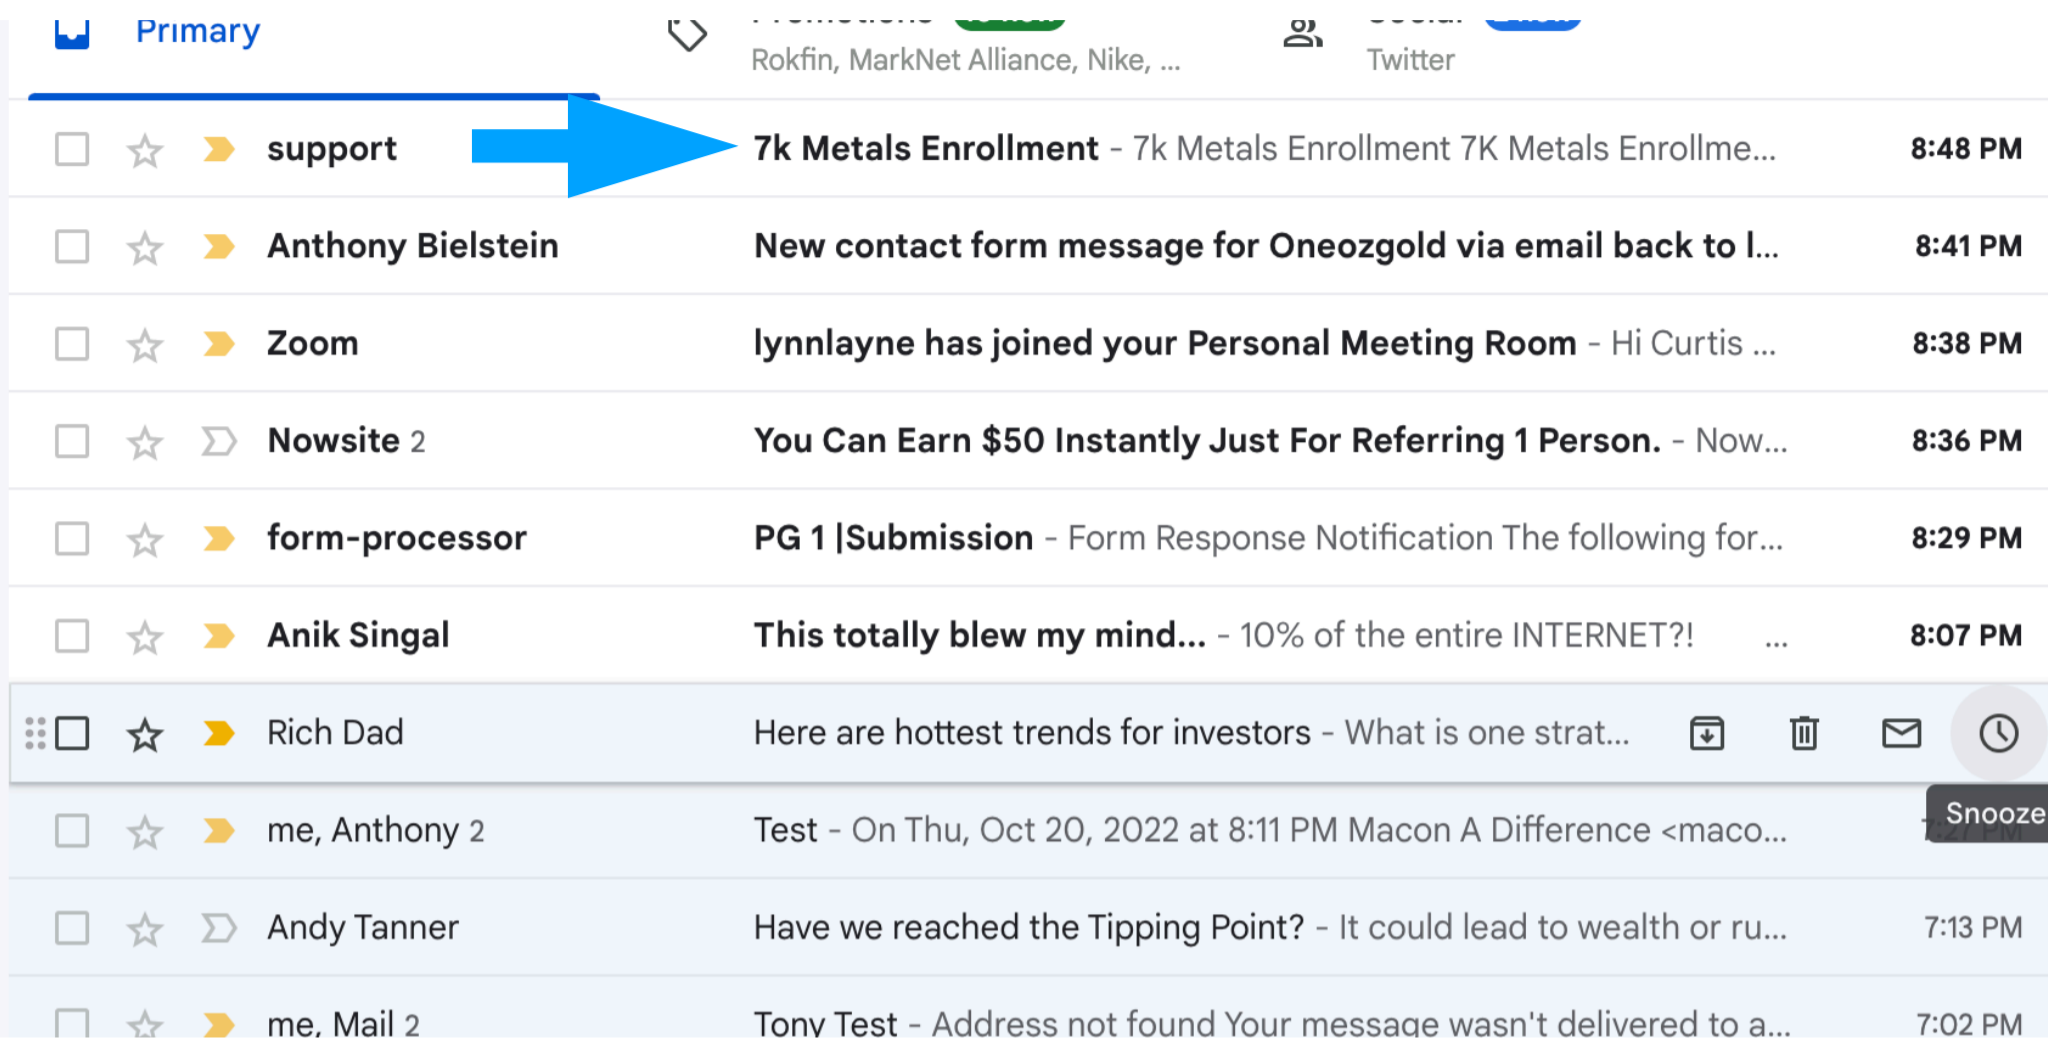 Primary
Promotions
Social
Rokfin, MarkNet Alliance, Nike, ...
Twitter
support 7k Metals Enrollment - 7k Metals Enrollment 7K Metals Enrollme... 8:48 PM
Anthony Bielstein New contact form message for Oneozgold via email back to l... 8:41 PM
Zoom lynnlayne has joined your Personal Meeting Room - Hi Curtis ... 8:38 PM
Nowsite 2 You Can Earn $50 Instantly Just For Referring 1 Person. - Now... 8:36 PM
form-processor PG 1 |Submission - Form Response Notification The following for... 8:29 PM
Anik Singal This totally blew my mind... - 10% of the entire INTERNET?! ... 8:07 PM
Rich Dad Here are hottest trends for investors - What is one strat...
Snooze
me, Anthony 2 Test - On Thu, Oct 20, 2022 at 8:11 PM Macon A Difference <maco... 7:27 PM
Andy Tanner Have we reached the Tipping Point? - It could lead to wealth or ru... 7:13 PM
me, Mail 2 Tony Test - Address not found Your message wasn't delivered to a... 7:02 PM